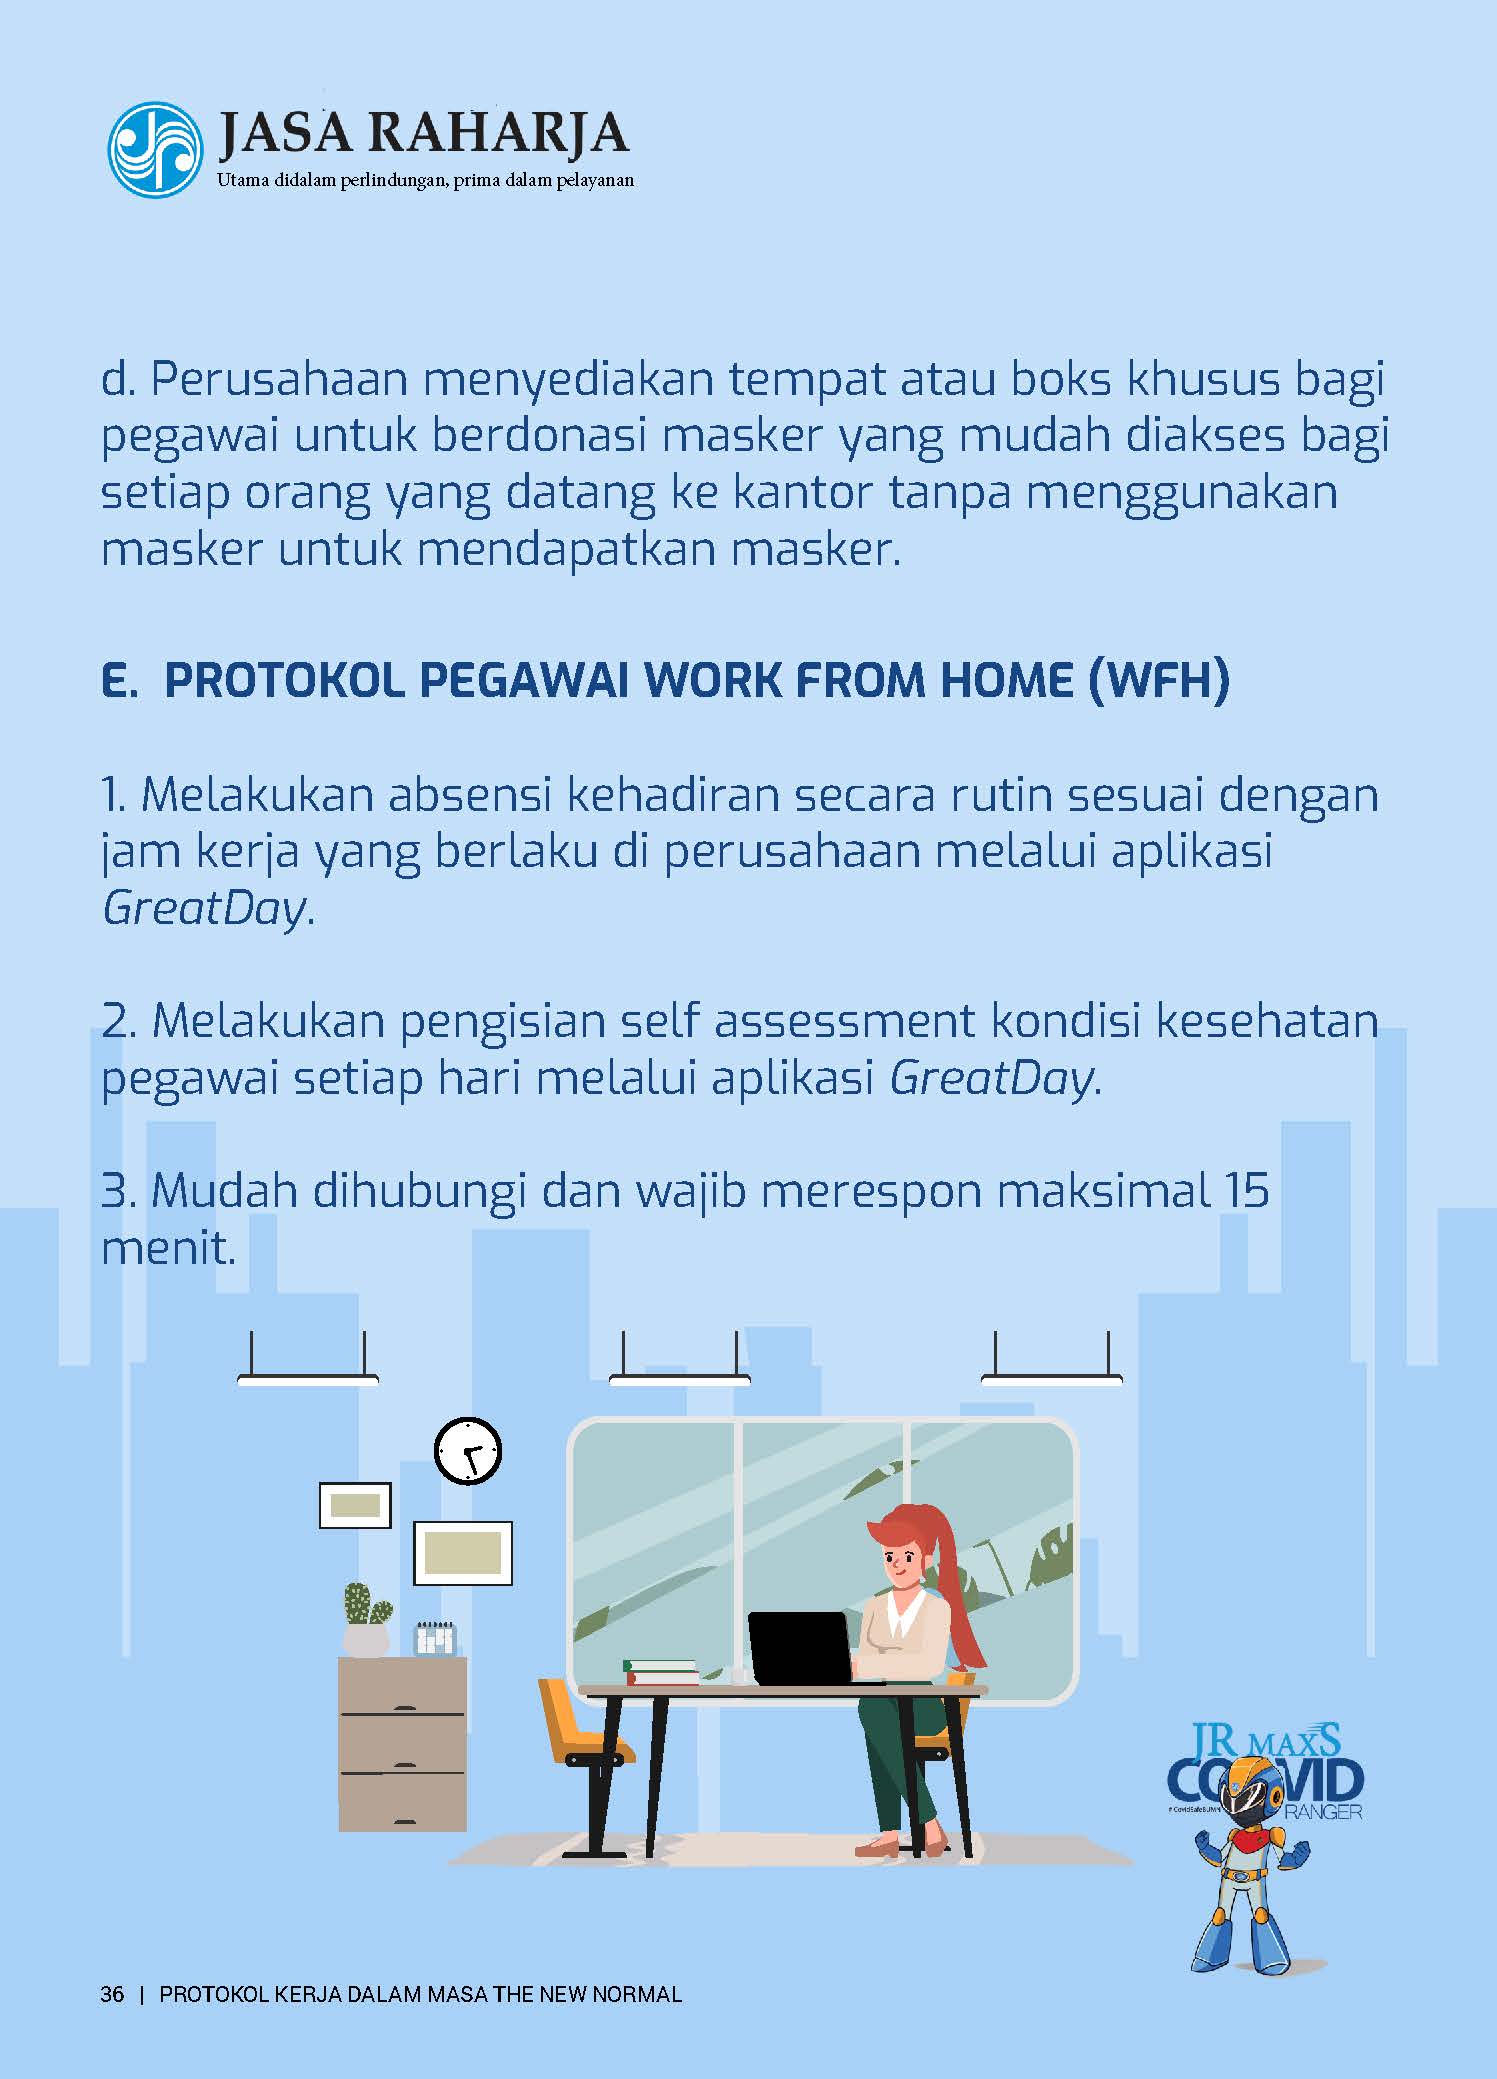 JASA RAHARJA
Utama didalam perlindungan, prima dalam pelayanan
d. Perusahaan menyediakan tempat atau boks khusus bagi
pegawai untuk berdonasi masker yang mudah diakses bagi
setiap orang yang datang ke kantor tanpa menggunakan
masker untuk mendapatkan masker.
E. PROTOKOL PEGAWAI WORK FROM HOME (WFH)
1. Melakukan absensi kehadiran secara rutin sesuai dengan
jam kerja yang berlaku di perusahaan melalui aplikasi
GreatDay.
2. Melakukan pengisian self assessment kondisi kesehatan
pegawai setiap hari melalui aplikasi GreatDay.
3. Mudah dihubungi dan wajib merespon maksimal 15
menit.
JR MAXS
COVID
#CovidSafeBUMN
RANGER
36 | PROTOKOL KERJA DALAM MASA THE NEW NORMAL